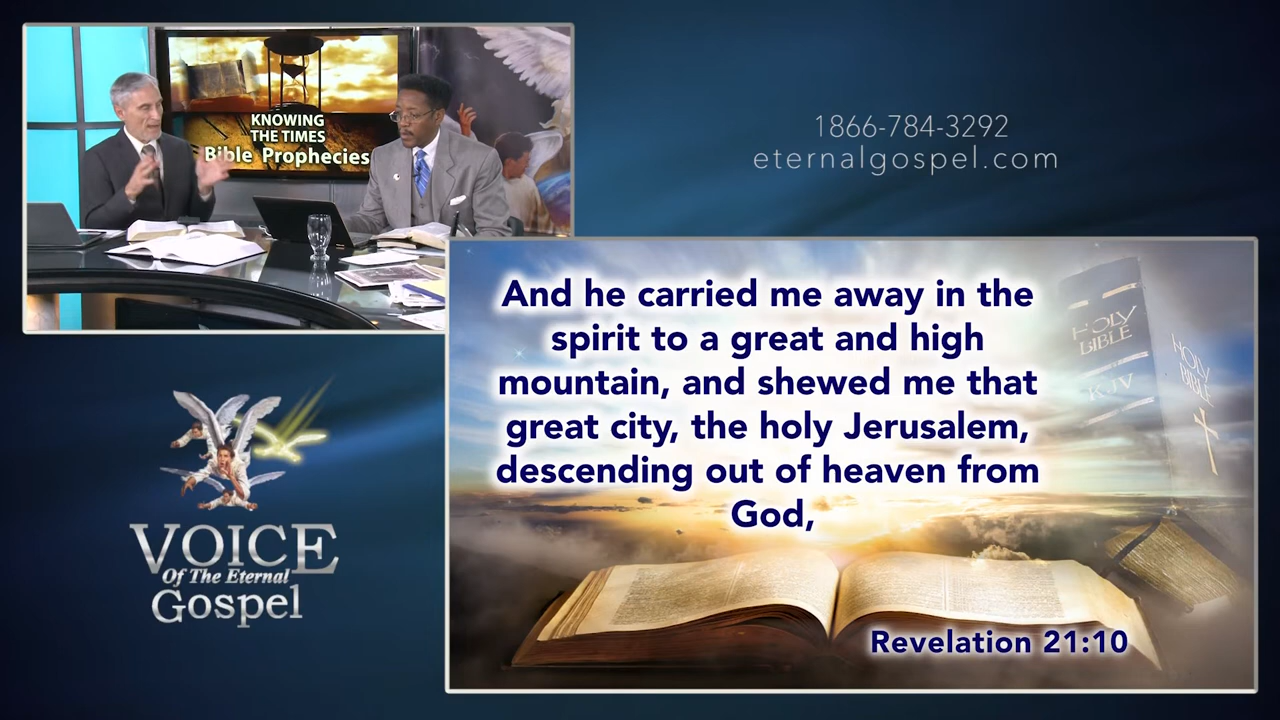 KNOWING
THE TIMES
Bible Prophecies
1866-784-3292
eternalgospel.com
And he carried me away in the
spirit to a great and high
mountain, and shewed me that
great city, the holy Jerusalem,
descending out of heaven from
God,
HOLY
BIBLE
KJV
HOLY
BIBLE
Revelation 21:10
VOICE
Of The Eternal
Gospel